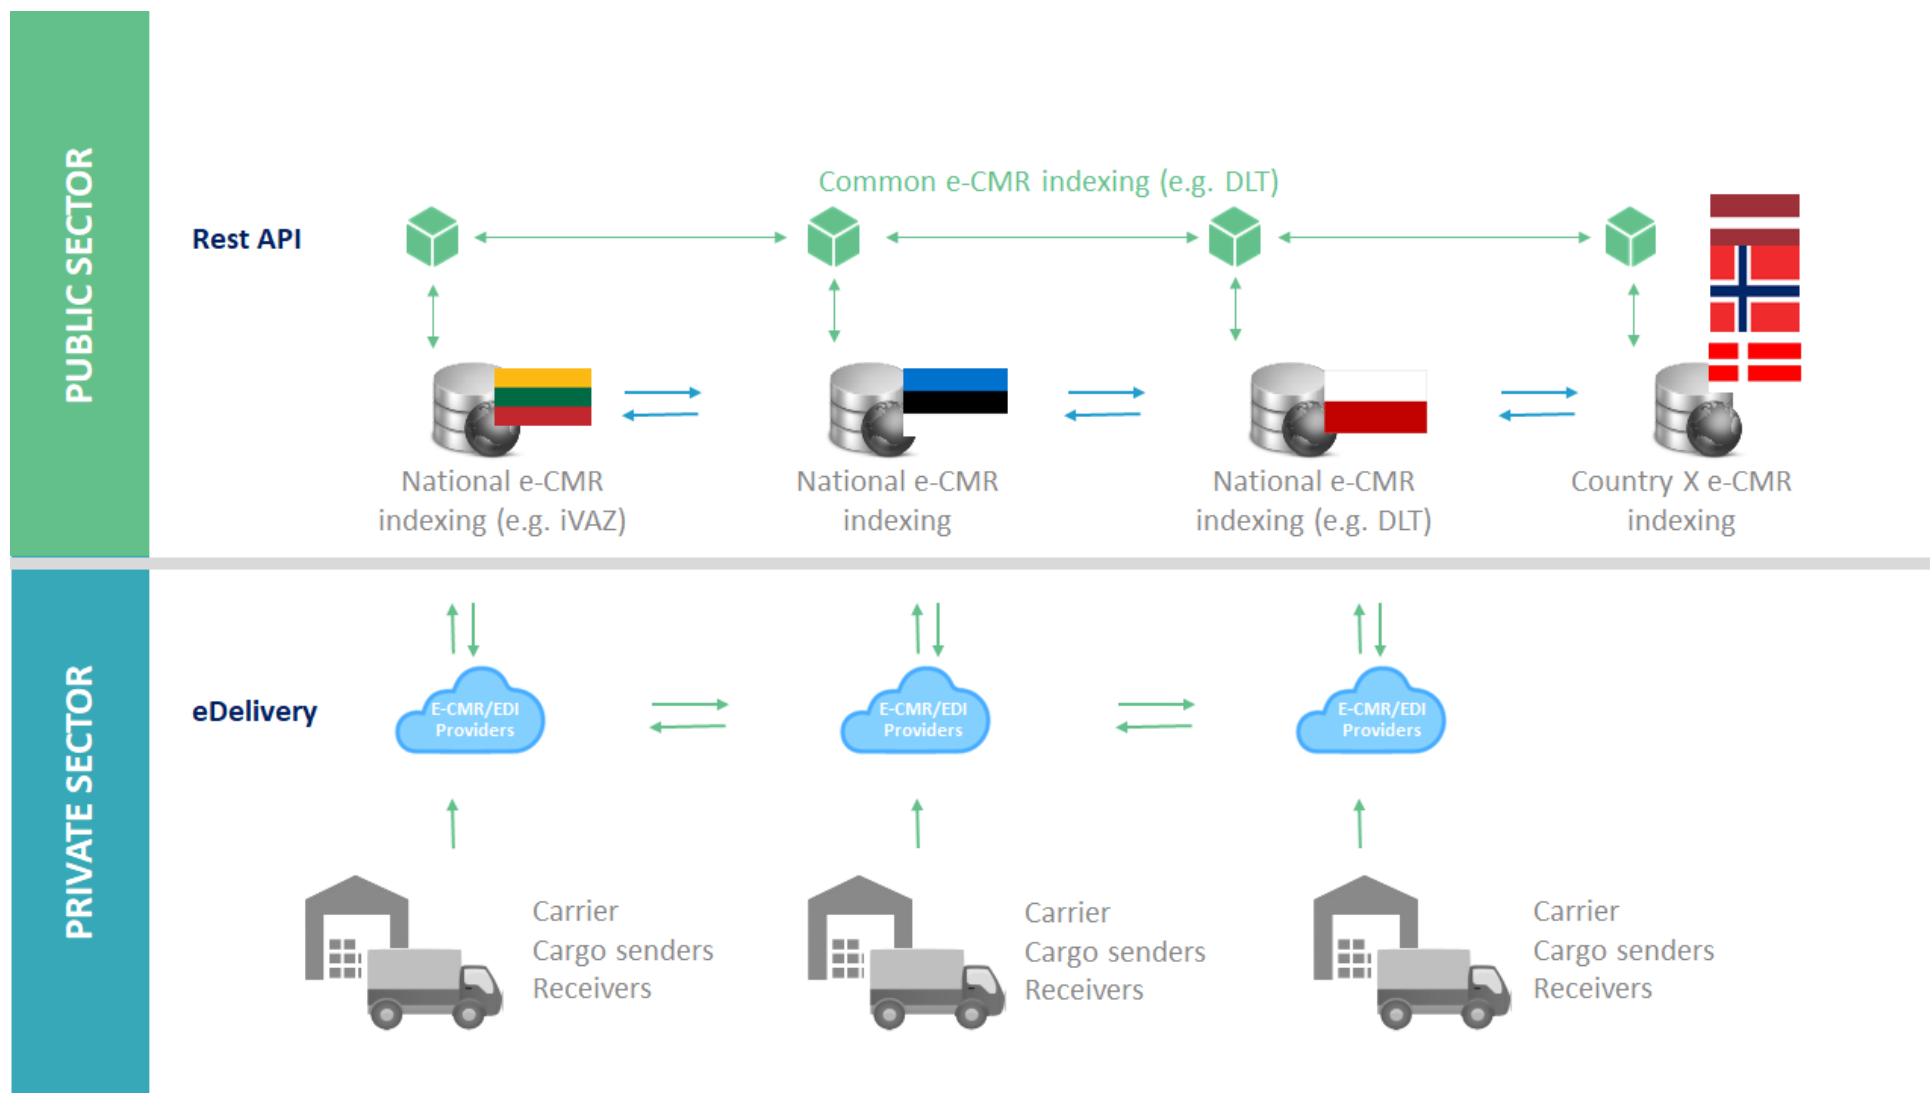 PUBLIC SECTOR
Common e-CMR indexing (e.g. DLT)
Rest API
National e-CMR
indexing (e.g. iVAZ)
National e-CMR
indexing
National e-CMR
indexing (e.g. DLT)
Country X e-CMR
indexing
PRIVATE SECTOR
eDelivery
E-CMR/EDI
Providers
E-CMR/EDI
Providers
E-CMR/EDI
Providers
Carrier
Cargo senders
Receivers
Carrier
Cargo senders
Receivers
Carrier
Cargo senders
Receivers